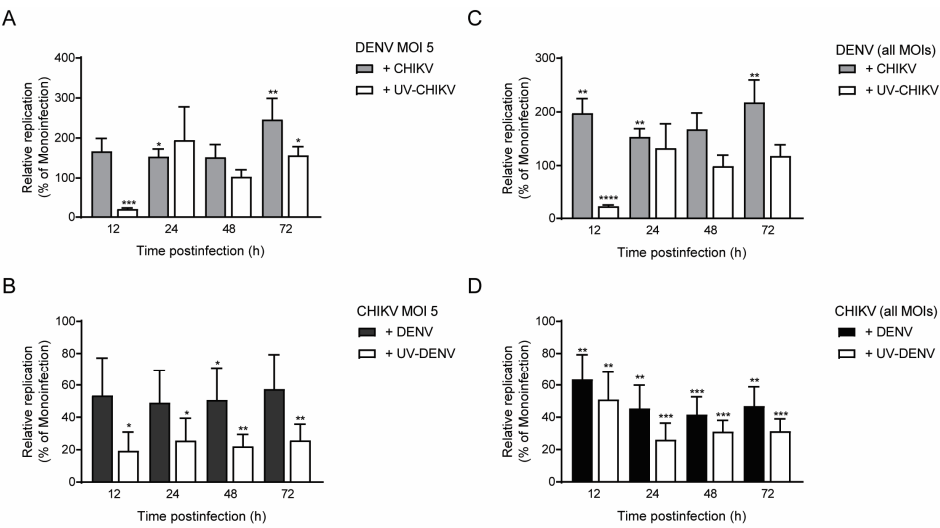 A
DENV MOI 5
+ CHIKV
+ UV-CHIKV
Relative replication
(% of Monoinfection)
400
300
200
100
0
***
*
**
*
12
24
48
72
Time postinfection (h)
C
DENV (all MOIs)
+ CHIKV
+ UV-CHIKV
Relative replication
(% of Monoinfection)
300
200
100
0
**
****
**
**
12
24
48
72
Time postinfection (h)
B
CHIKV MOI 5
+ DENV
+ UV-DENV
Relative replication
(% of Monoinfection)
100
80
60
40
20
0
*
*
*
**
**
12
24
48
72
Time postinfection (h)
D
CHIKV (all MOIs)
+ DENV
+ UV-DENV
Relative replication
(% of Monoinfection)
100
80
60
40
20
0
**
**
**
***
***
***
**
***
12
24
48
72
Time postinfection (h)